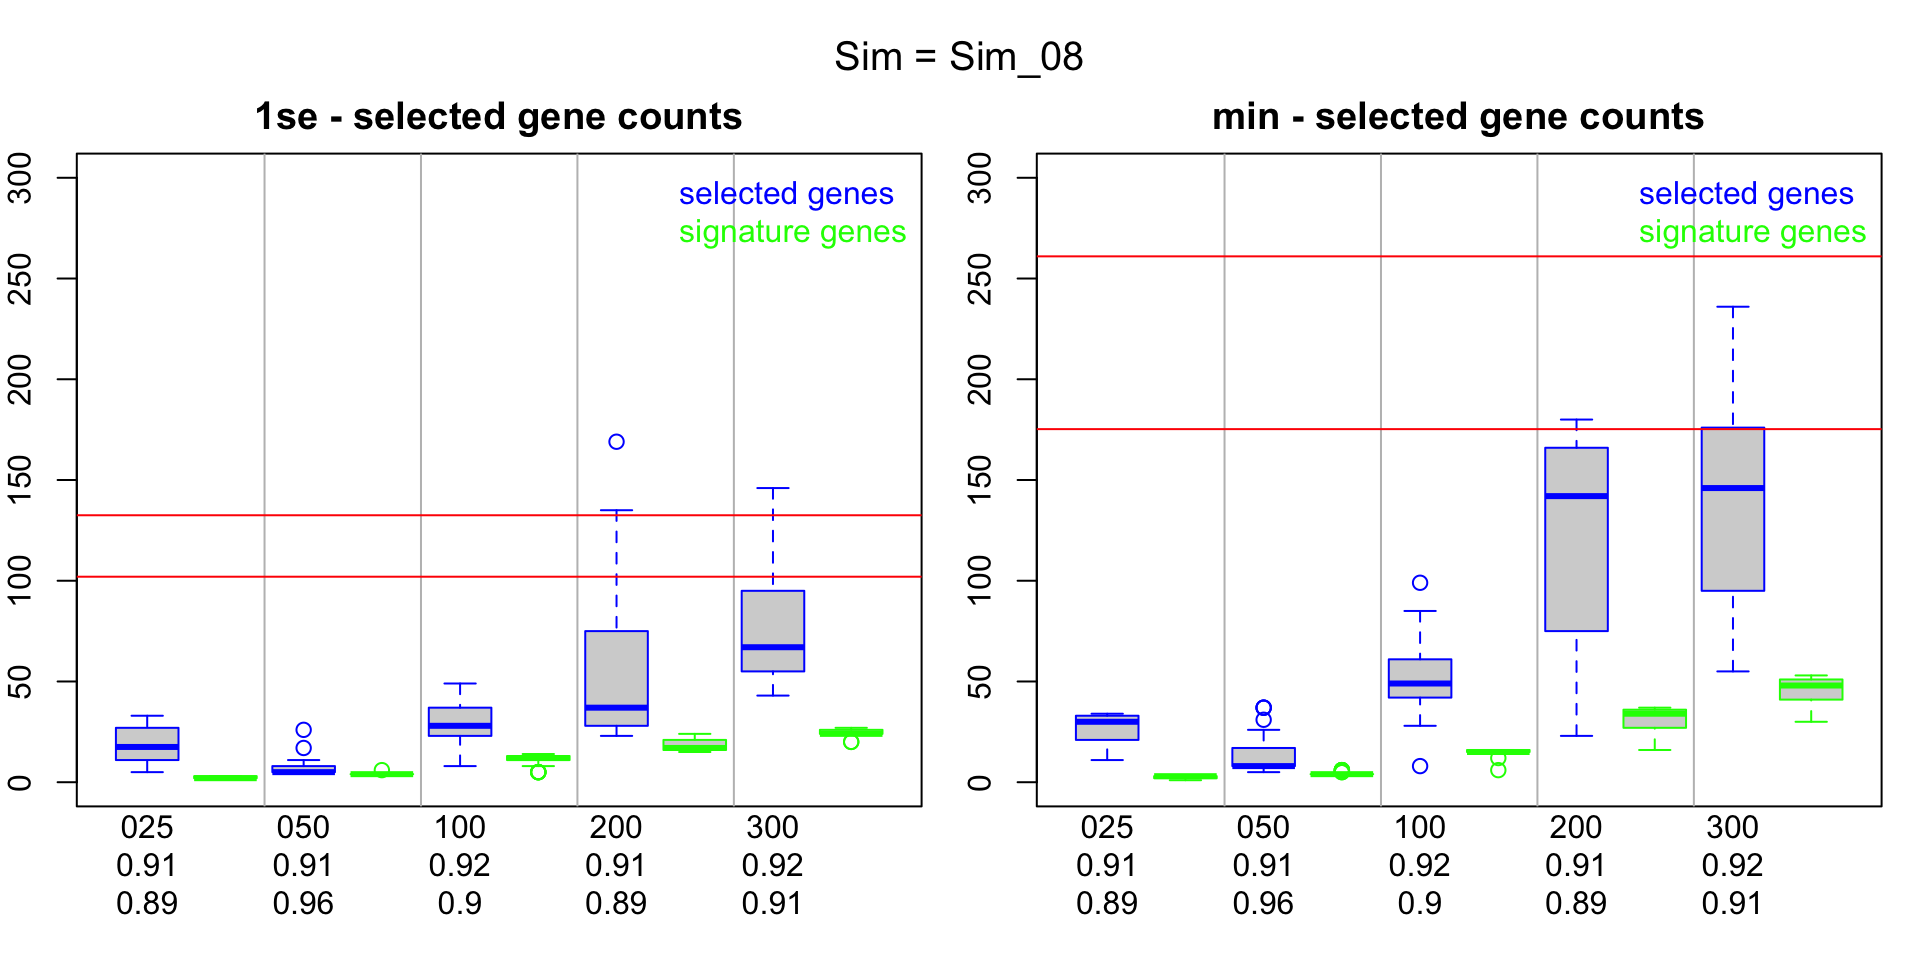 Sim = Sim_08
1se - selected gene counts
300
250
200
150
100
50
0
selected genes
signature genes
025 050 100 200 300
0.91 0.91 0.92 0.91 0.92
0.89 0.96 0.9 0.89 0.91
min - selected gene counts
300
250
200
150
100
50
0
selected genes
signature genes
025 050 100 200 300
0.91 0.91 0.92 0.91 0.92
0.89 0.96 0.9 0.89 0.91